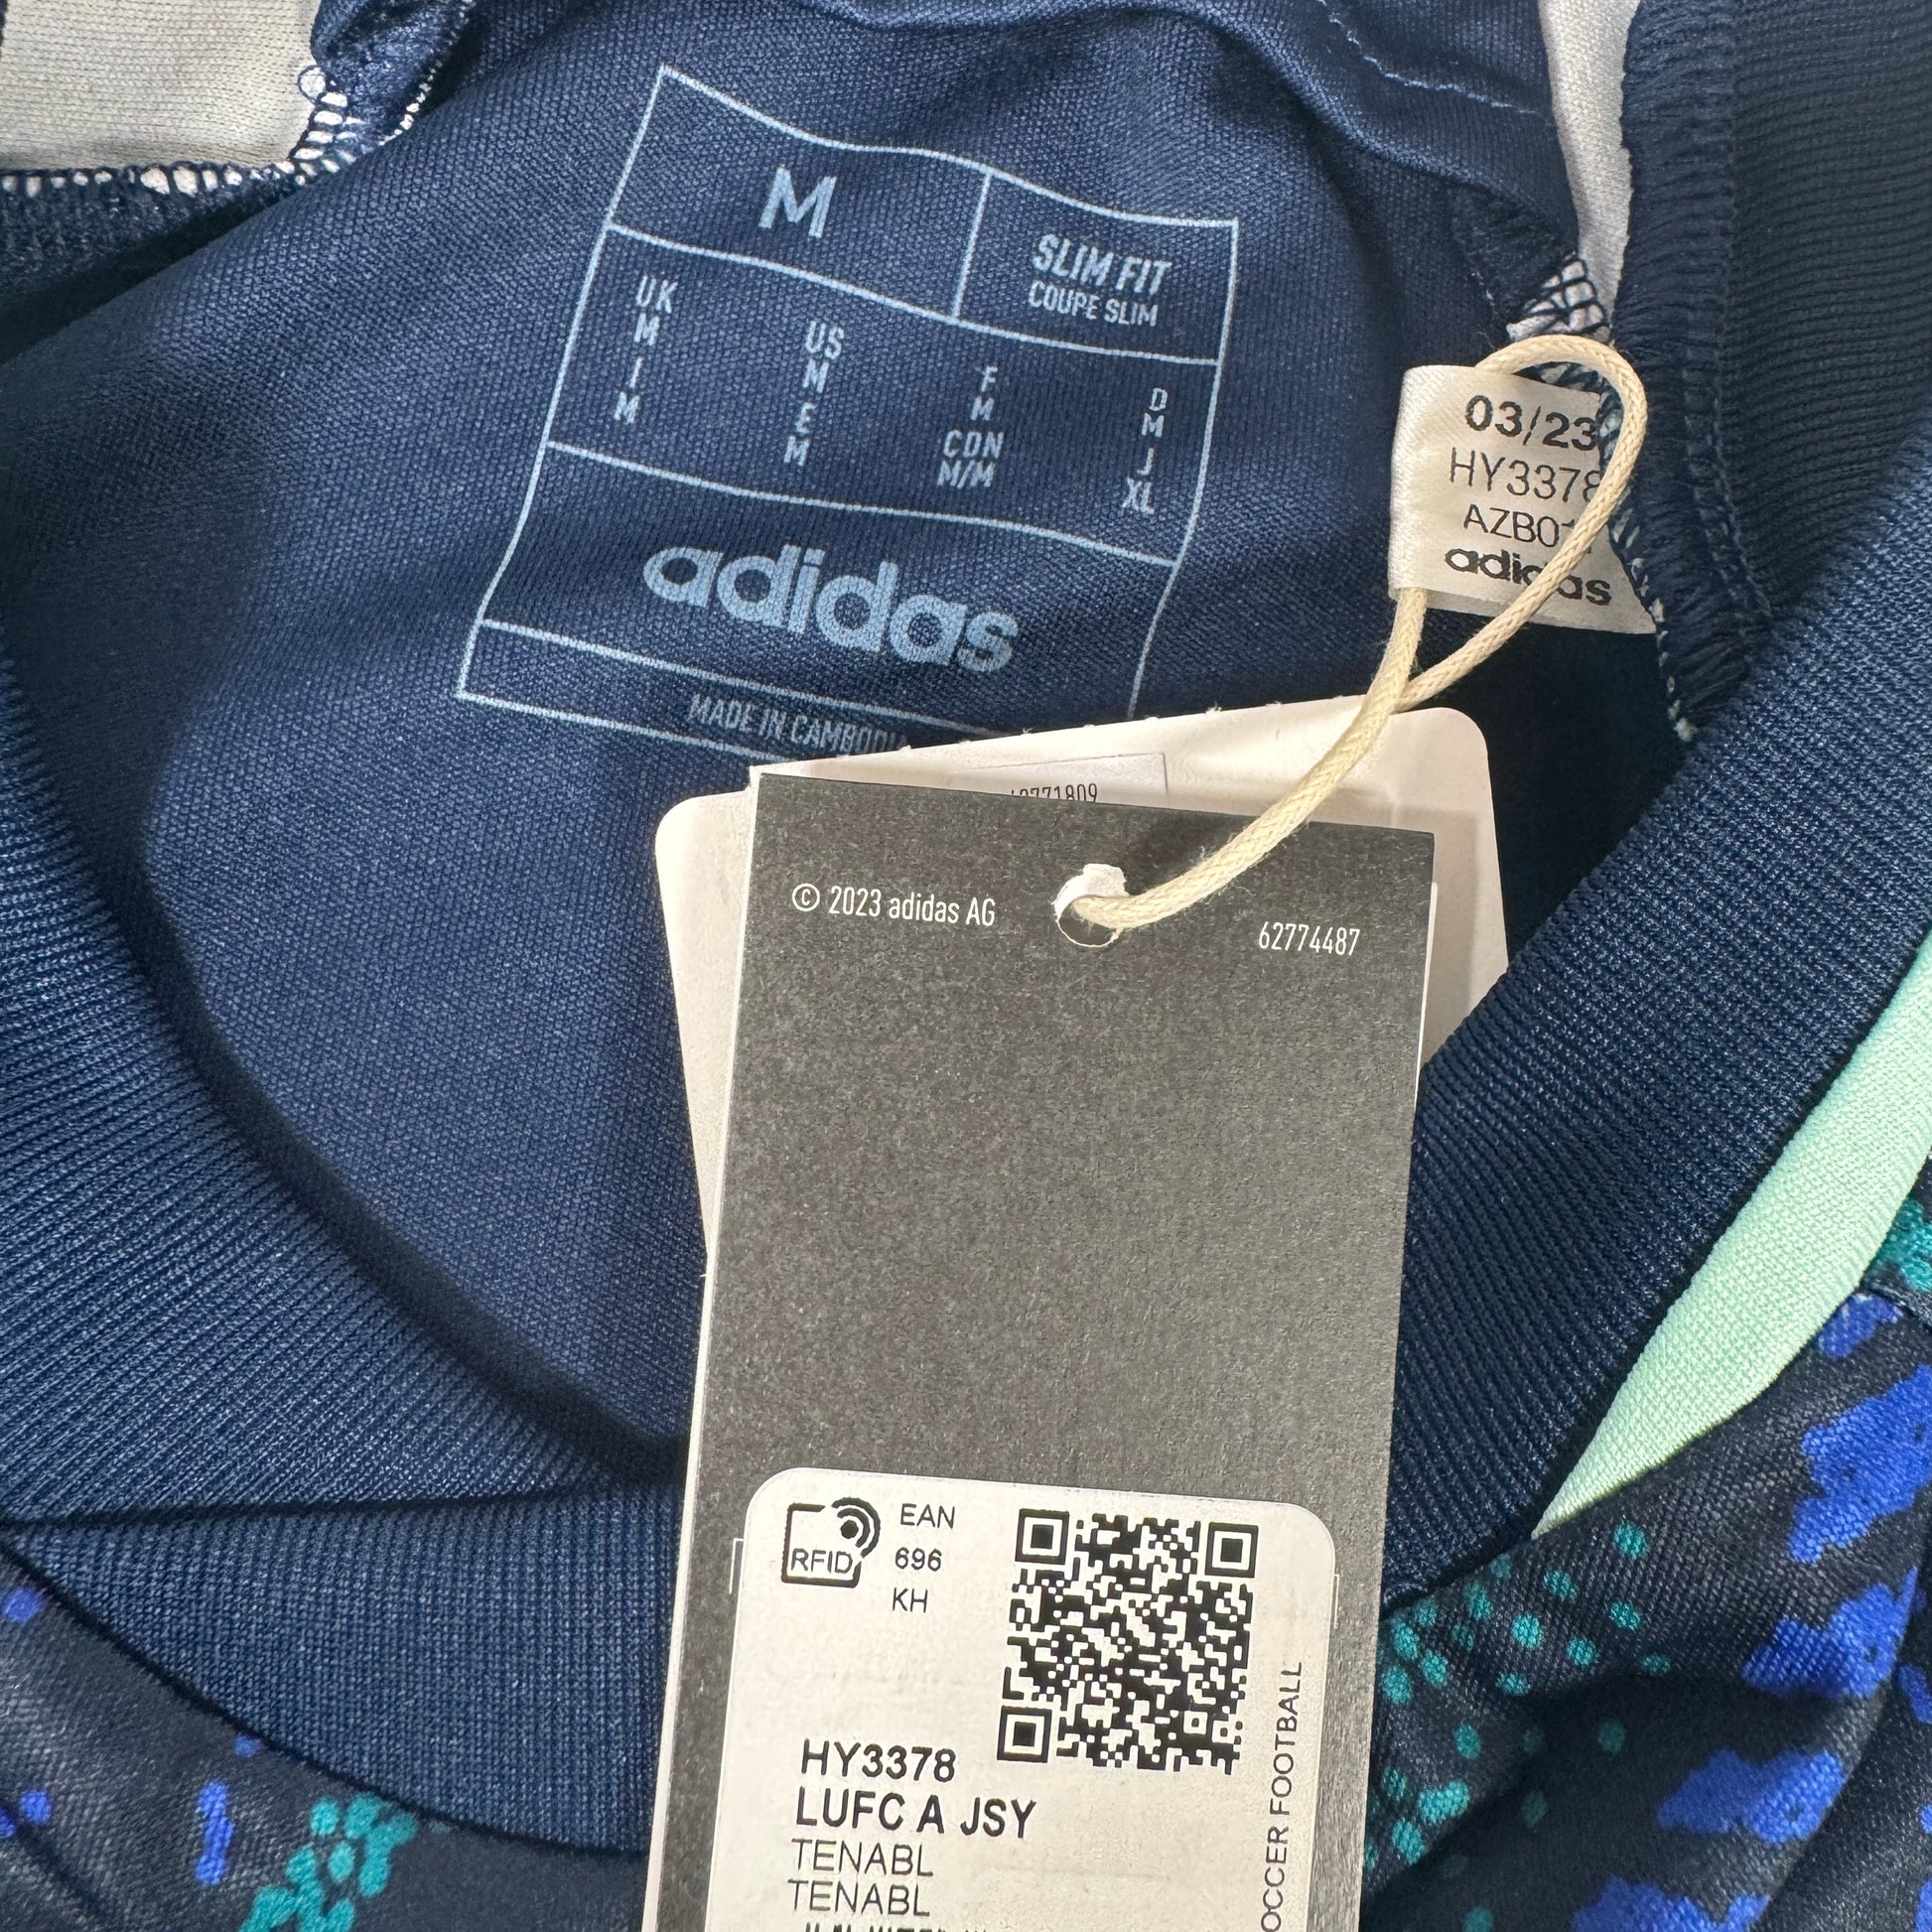 M
SLIM FIT
COUPE SLIM
UK
M
I
M
US
M
E
M
F
M
CDN
M/M
D
M
J
XL
adidas
MADE IN CAMBODIA
03/23
HY3378
adidas
© 2023 adidas AG
62774487
RFID
EAN
696
KH
HY3378
LUFC A JSY
TENABL
TENABL
FOOTBALL